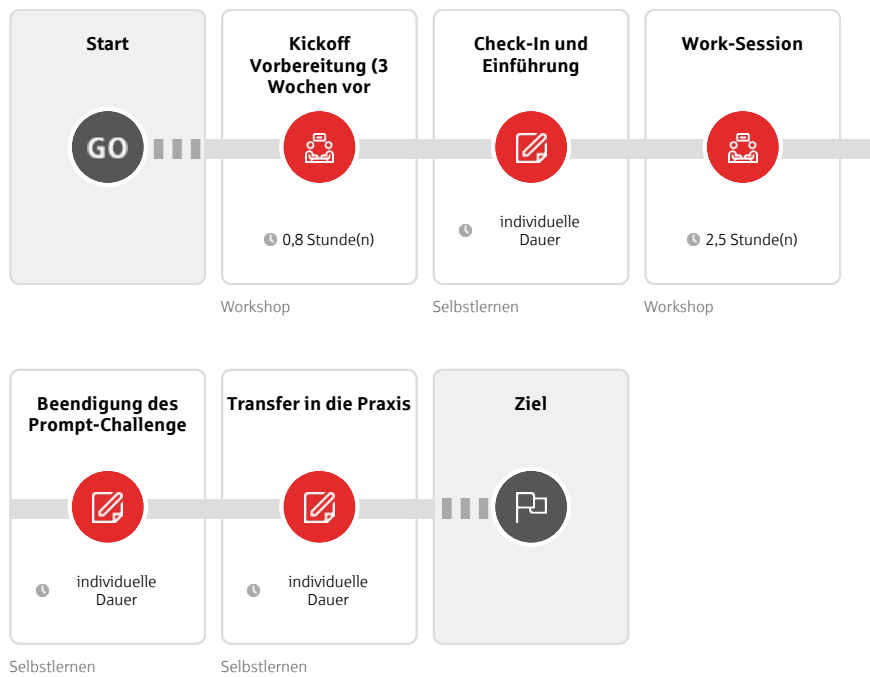 Start
GO
Kickoff
Vorbereitung (3
Wochen vor
0,8 Stunde(n)
Workshop
Check-In und
Einführung
individuelle
Dauer
Selbstlernen
Work-Session
2,5 Stunde(n)
Workshop
Beendigung des
Prompt-Challenge
individuelle
Dauer
Selbstlernen
Transfer in die Praxis
individuelle
Dauer
Selbstlernen
Ziel